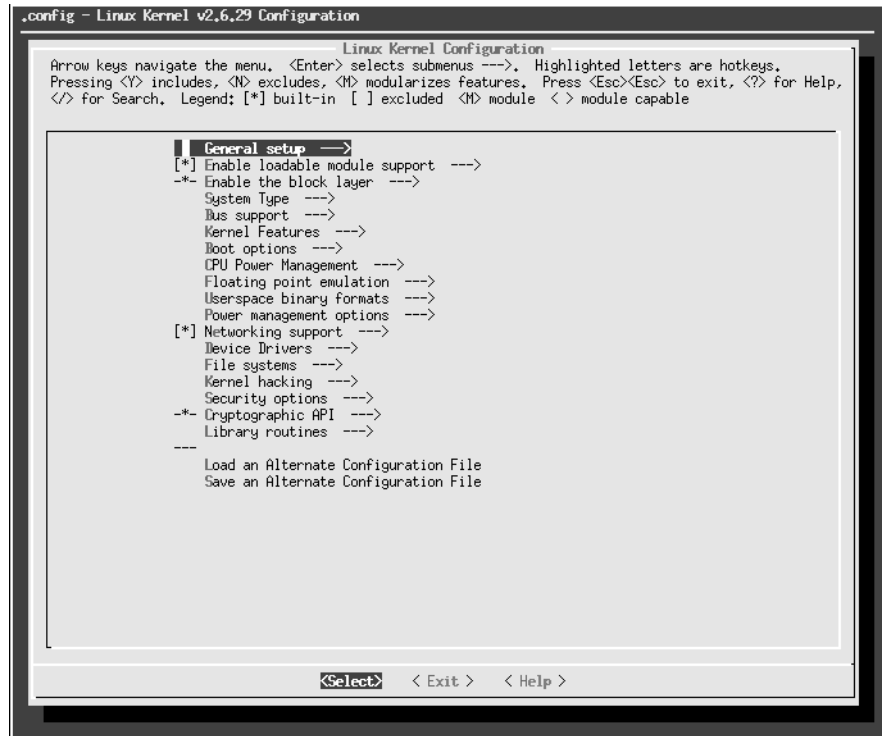 .config - Linux Kernel v2.6.29 Configuration
Linux Kernel Configuration
Arrow keys navigate the menu. <Enter> selects submenus --->. Highlighted letters are hotkeys.
Pressing <Y> includes, <N> excludes, <M> modularizes features. Press <Esc><Esc> to exit, <?> for Help,
</> for Search. Legend: [*] built-in [ ] excluded <M> module < > module capable
General setup --->
[*] Enable loadable module support --->
-*- Enable the block layer --->
System Type --->
Bus support --->
Kernel Features --->
Boot options --->
CPU Power Management --->
Floating point emulation --->
Userspace binary formats --->
Power management options --->
[*] Networking support --->
Device Drivers --->
File systems --->
Kernel hacking --->
Security options --->
-*- Cryptographic API --->
Library routines --->
---
Load an Alternate Configuration File
Save an Alternate Configuration File
<Select> < Exit > < Help >